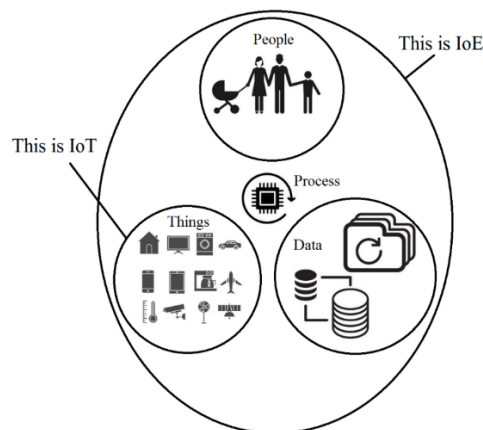 People
This is IoE
This is IoT
Process
Things
Data